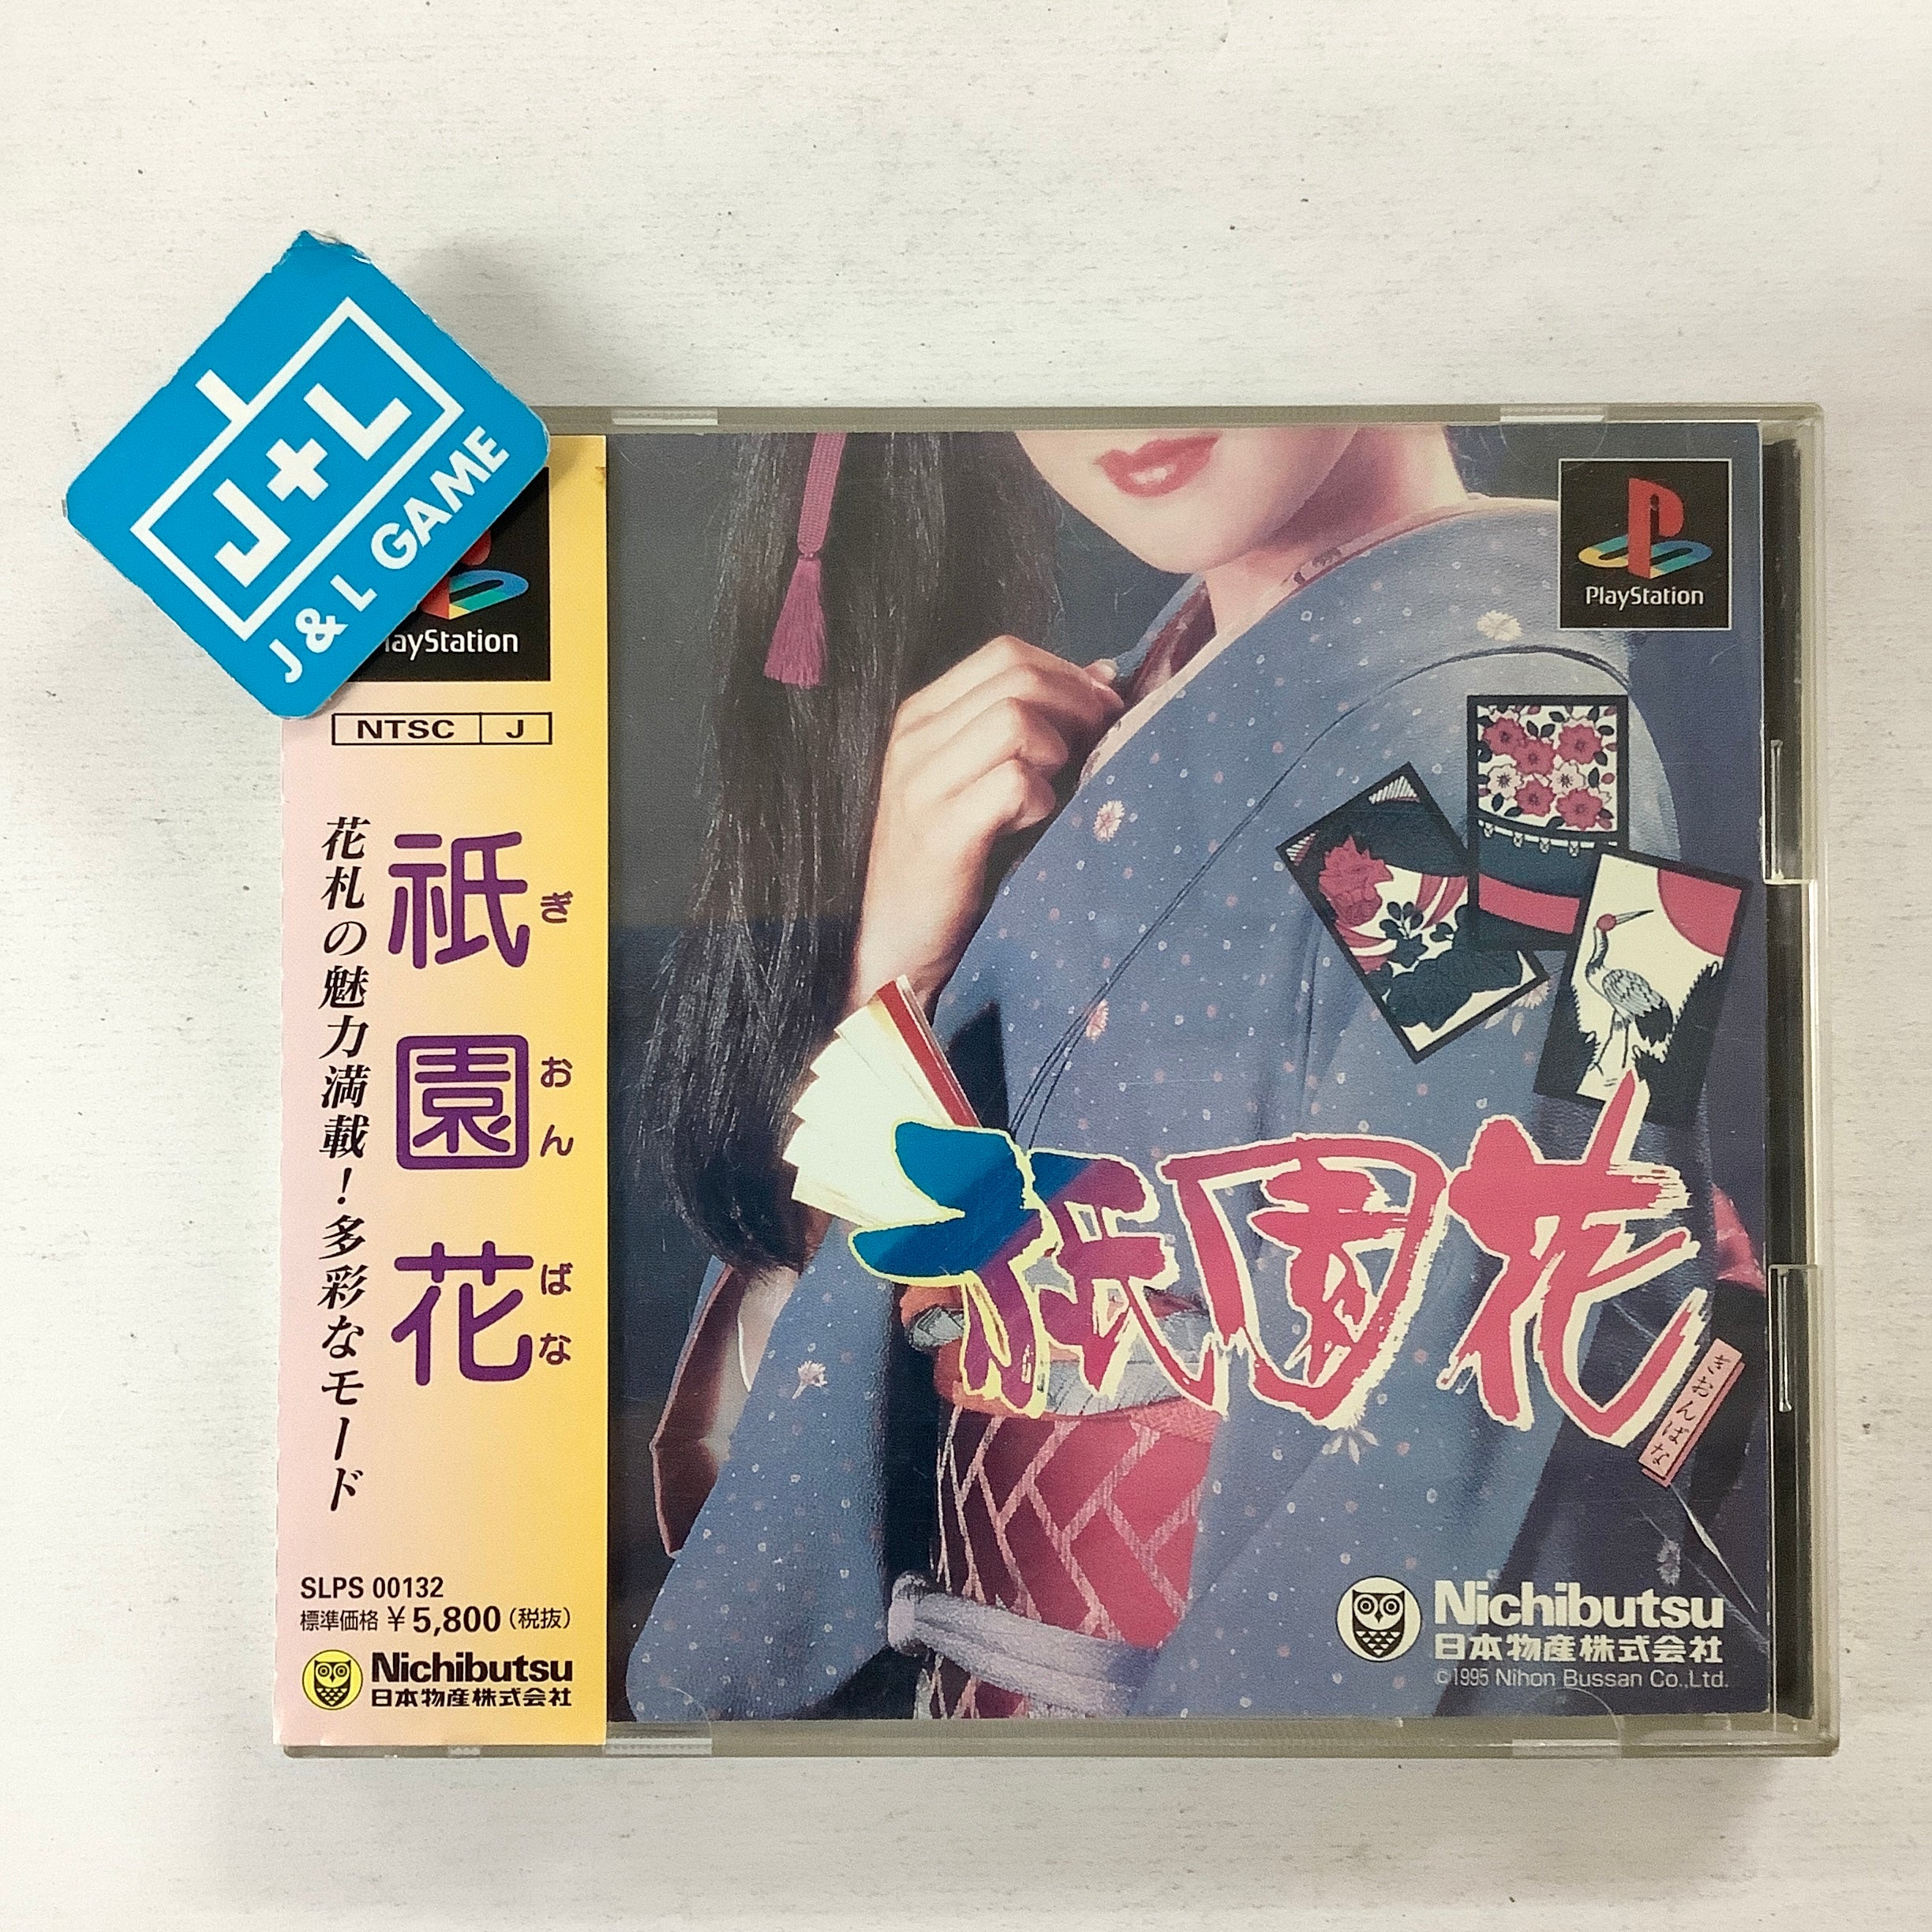 J+L
J&L GAME
PlayStation
NTSC J
祇園花
ぎおんばな
花札の魅力満載!多彩なモード
SLPS 00132
標準価格 ¥5,800(税抜)
Nichibutsu
日本物産株式会社
PlayStation
祇園花
ぎおんばな
Nichibutsu
日本物産株式会社
©1995 Nihon Bussan Co.,Ltd.